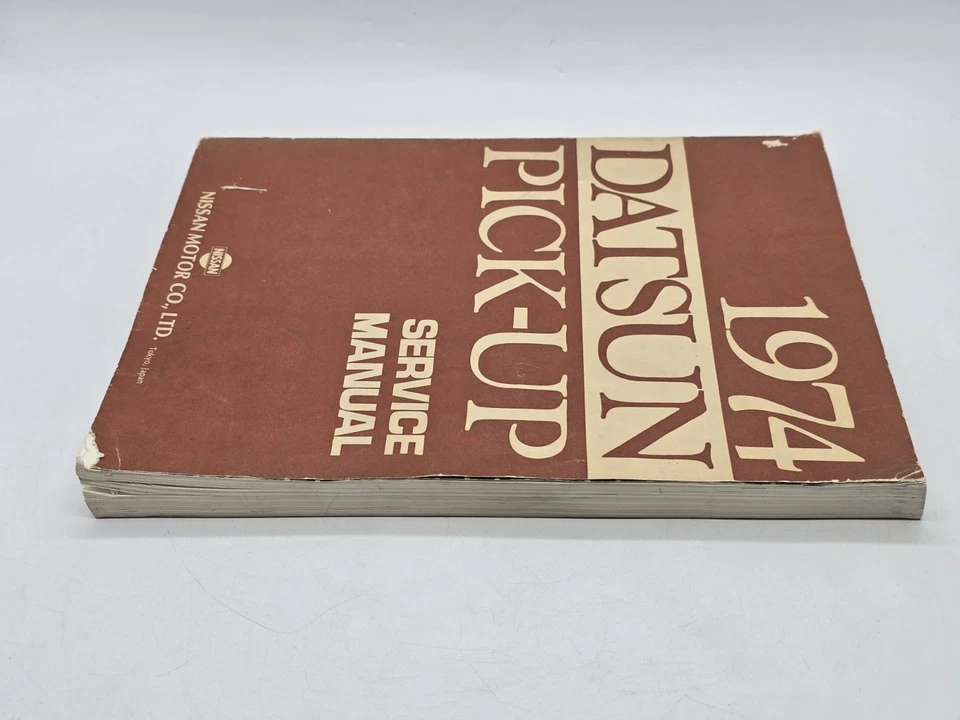 1974
DATSUN
PICK-UP
SERVICE
MANUAL
NISSAN
NISSAN MOTOR CO., LTD. Tokyo, Japan